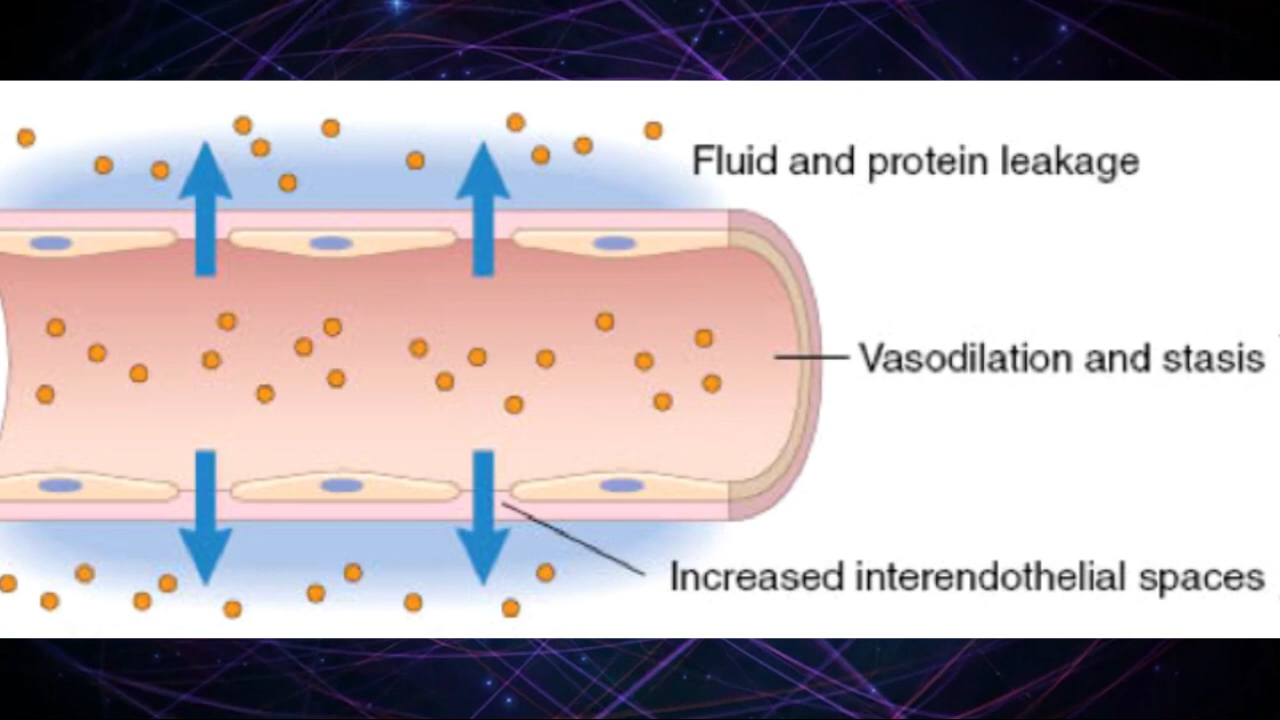 Fluid and protein leakage
Vasodilation and stasis
Increased interendothelial spaces